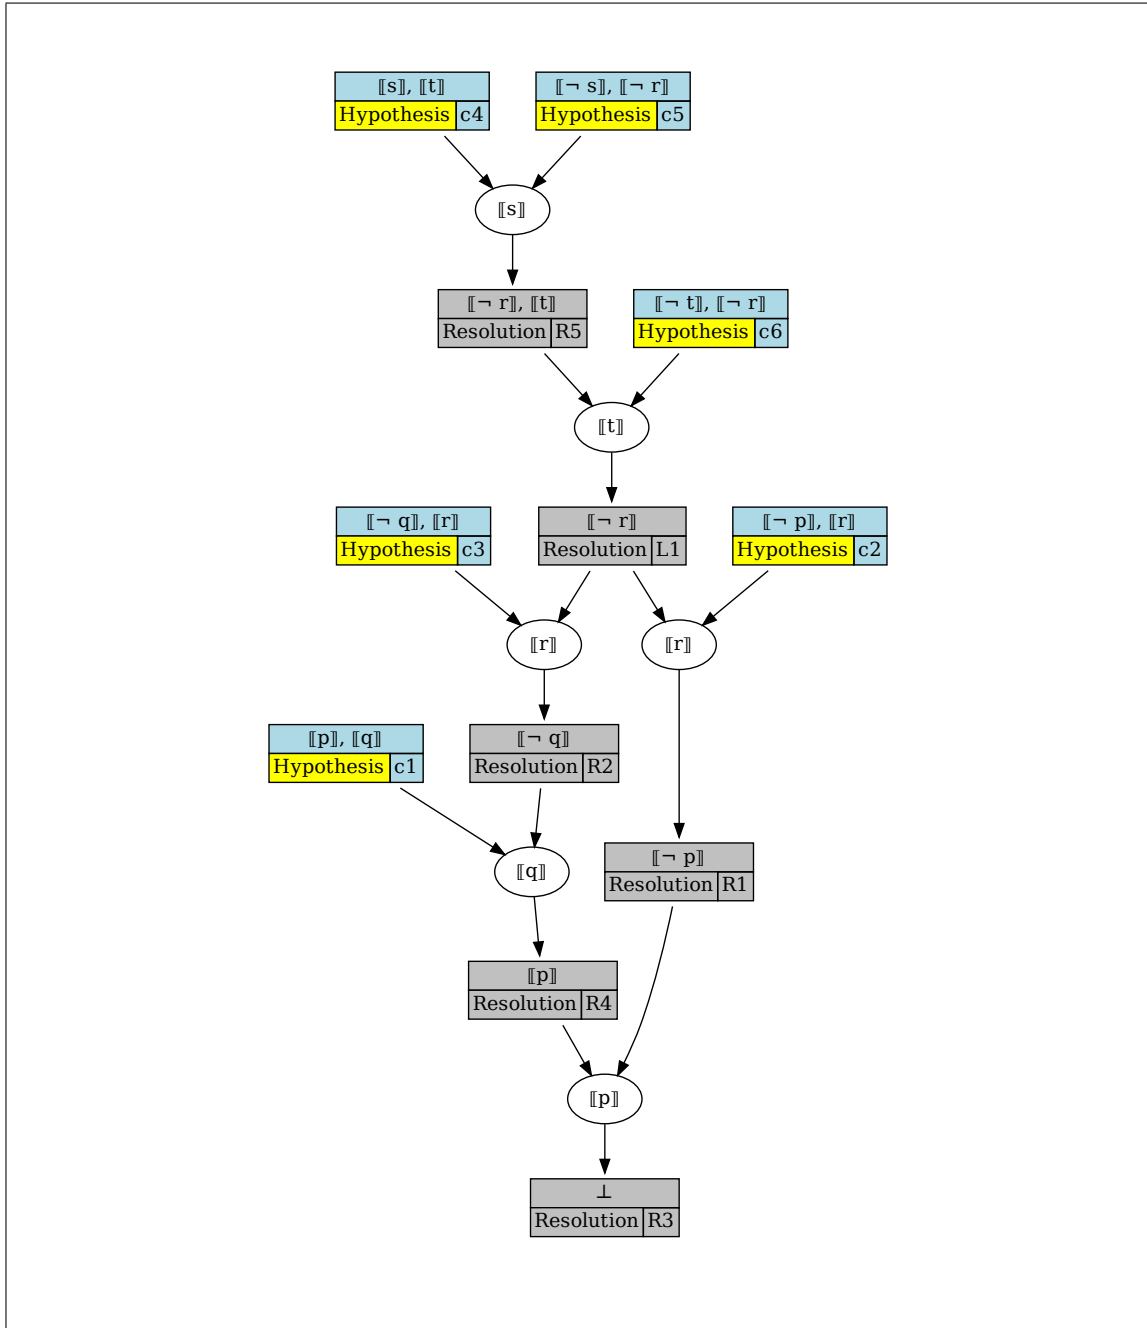 ⟦s⟧, ⟦t⟧
Hypothesis c4
⟦¬ s⟧, ⟦¬ r⟧
Hypothesis c5
⟦s⟧
⟦¬ r⟧, ⟦t⟧
Resolution R5
⟦¬ t⟧, ⟦¬ r⟧
Hypothesis c6
⟦t⟧
⟦¬ q⟧, ⟦r⟧
Hypothesis c3
⟦¬ r⟧
Resolution L1
⟦¬ p⟧, ⟦r⟧
Hypothesis c2
⟦r⟧
⟦r⟧
⟦p⟧, ⟦q⟧
Hypothesis c1
⟦¬ q⟧
Resolution R2
⟦q⟧
⟦¬ p⟧
Resolution R1
⟦p⟧
Resolution R4
⟦p⟧
⊥
Resolution R3